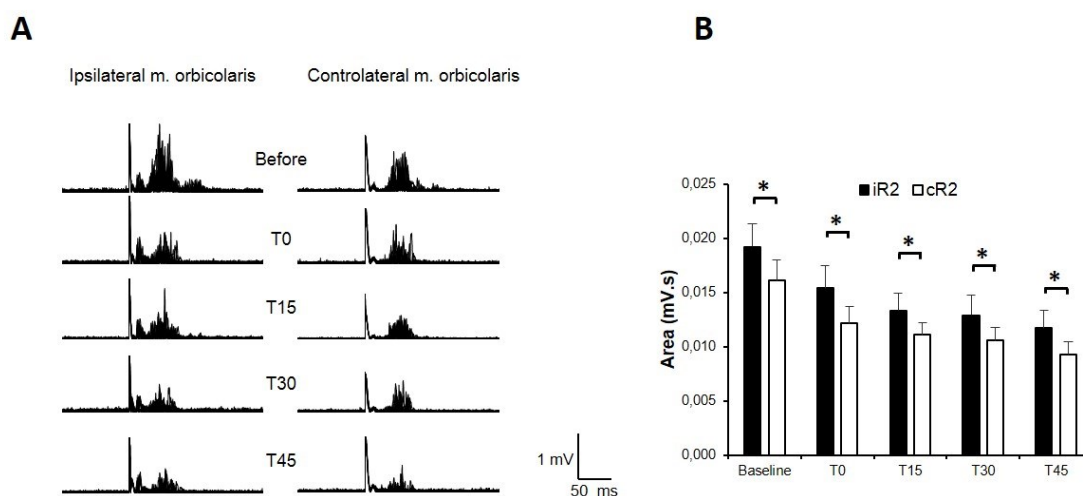 A
B
Ipsilateral m. orbicolaris
Controlateral m. orbicolaris
Before
T0
T15
T30
T45
1 mV
50 ms
Area (mV.s)
0,025
0,020
0,015
0,010
0,005
0,000
iR2
cR2
*
*
*
*
*
Baseline
T0
T15
T30
T45